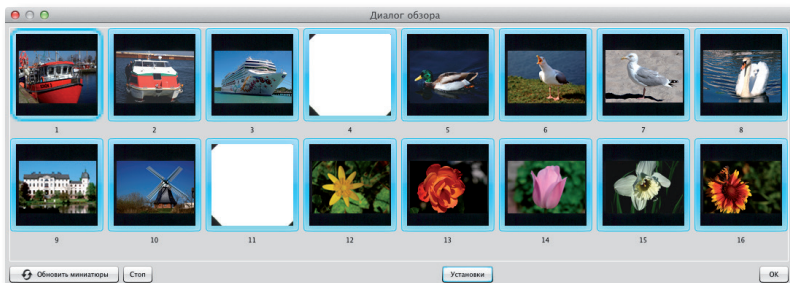 Диалог обзора
1 2 3 4 5 6 7 8
9 10 11 12 13 14 15 16
Обновить миниатюры Стоп Установки OK